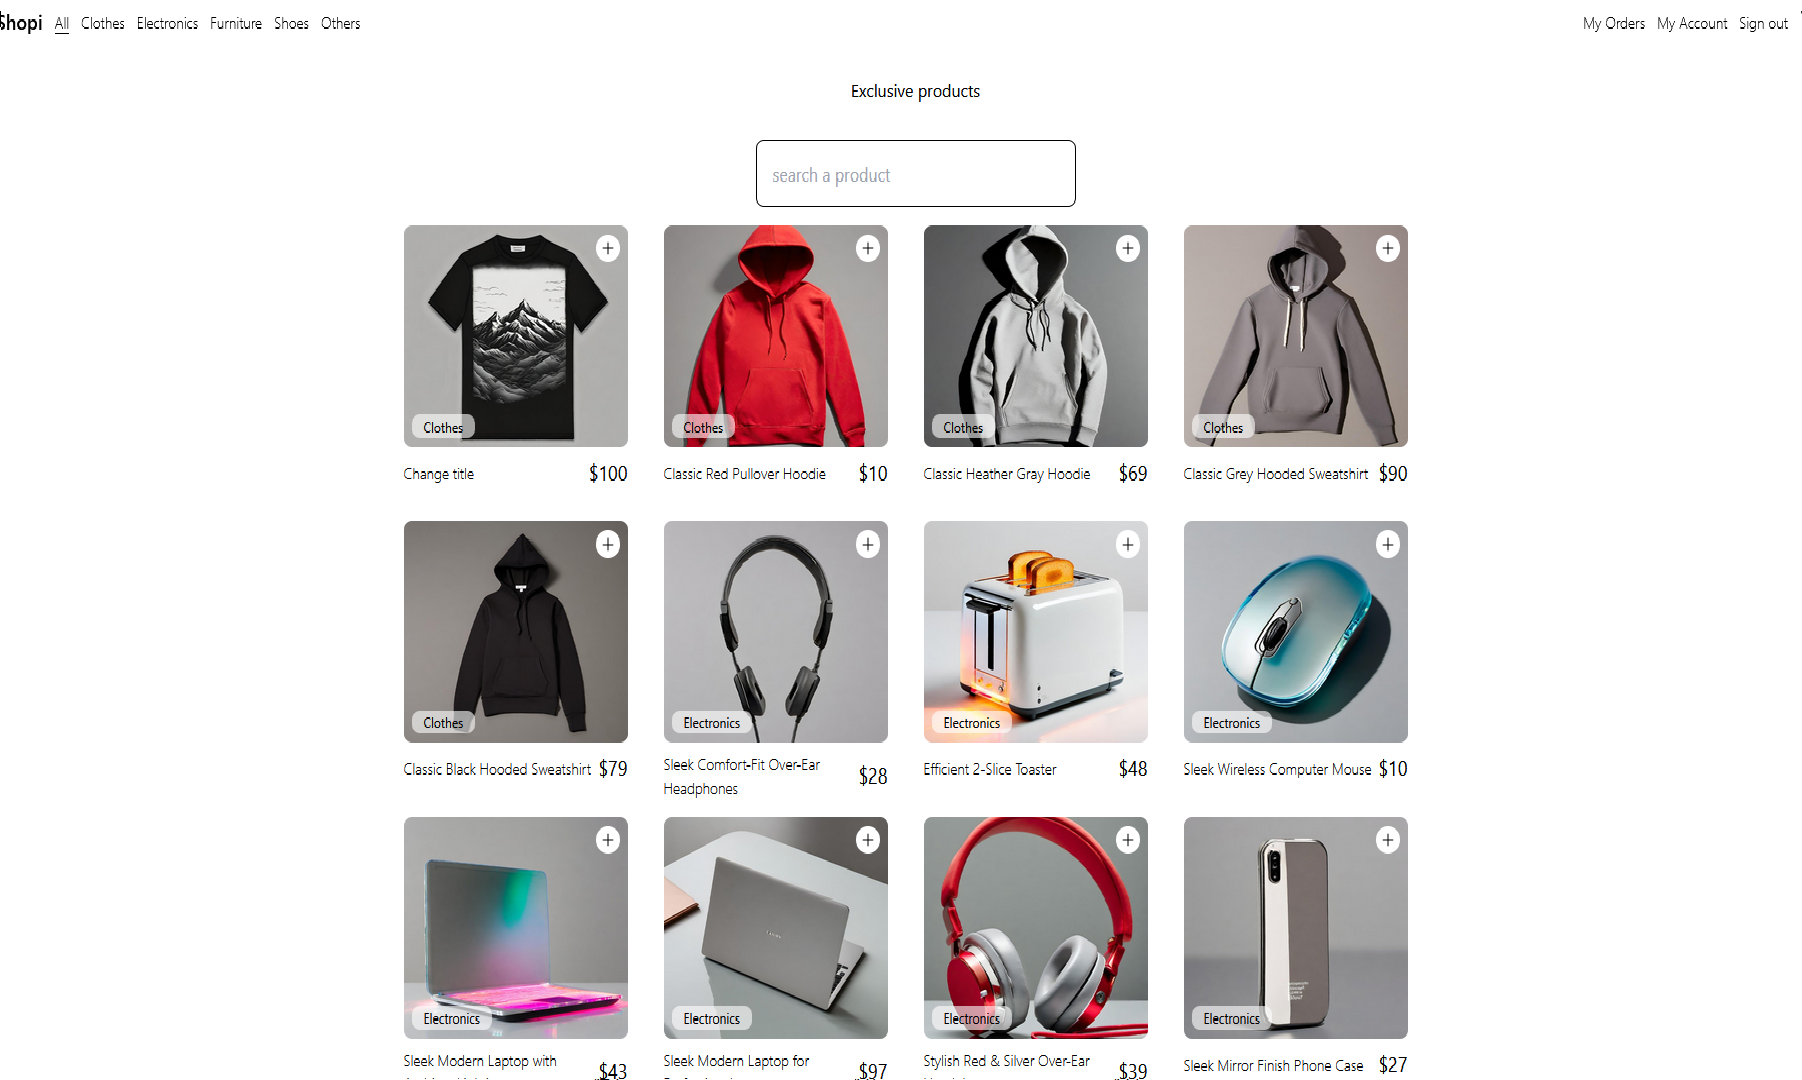 Shopi All Clothes Electronics Furniture Shoes Others My Orders My Account Sign out
Exclusive products
search a product
Clothes
Clothes
Clothes
Clothes
Change title $100
Classic Red Pullover Hoodie $10
Classic Heather Gray Hoodie $69
Classic Grey Hooded Sweatshirt $90
Clothes
Electronics
Electronics
Electronics
Classic Black Hooded Sweatshirt $79
Sleek Comfort-Fit Over-Ear
Headphones
$28
Efficient 2-Slice Toaster $48
Sleek Wireless Computer Mouse $10
Electronics
Electronics
Electronics
Electronics
Sleek Modern Laptop with
$43
Sleek Modern Laptop for
$97
Stylish Red & Silver Over-Ear
$39
Sleek Mirror Finish Phone Case $27